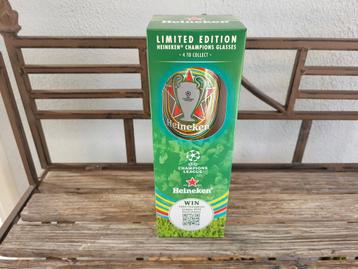 Heineken
LIMITED EDITION
HEINEKEN® CHAMPIONS GLASSES
• 4 TO COLLECT •
Heineken
UEFA
CHAMPIONS
LEAGUE
Heineken
WIN